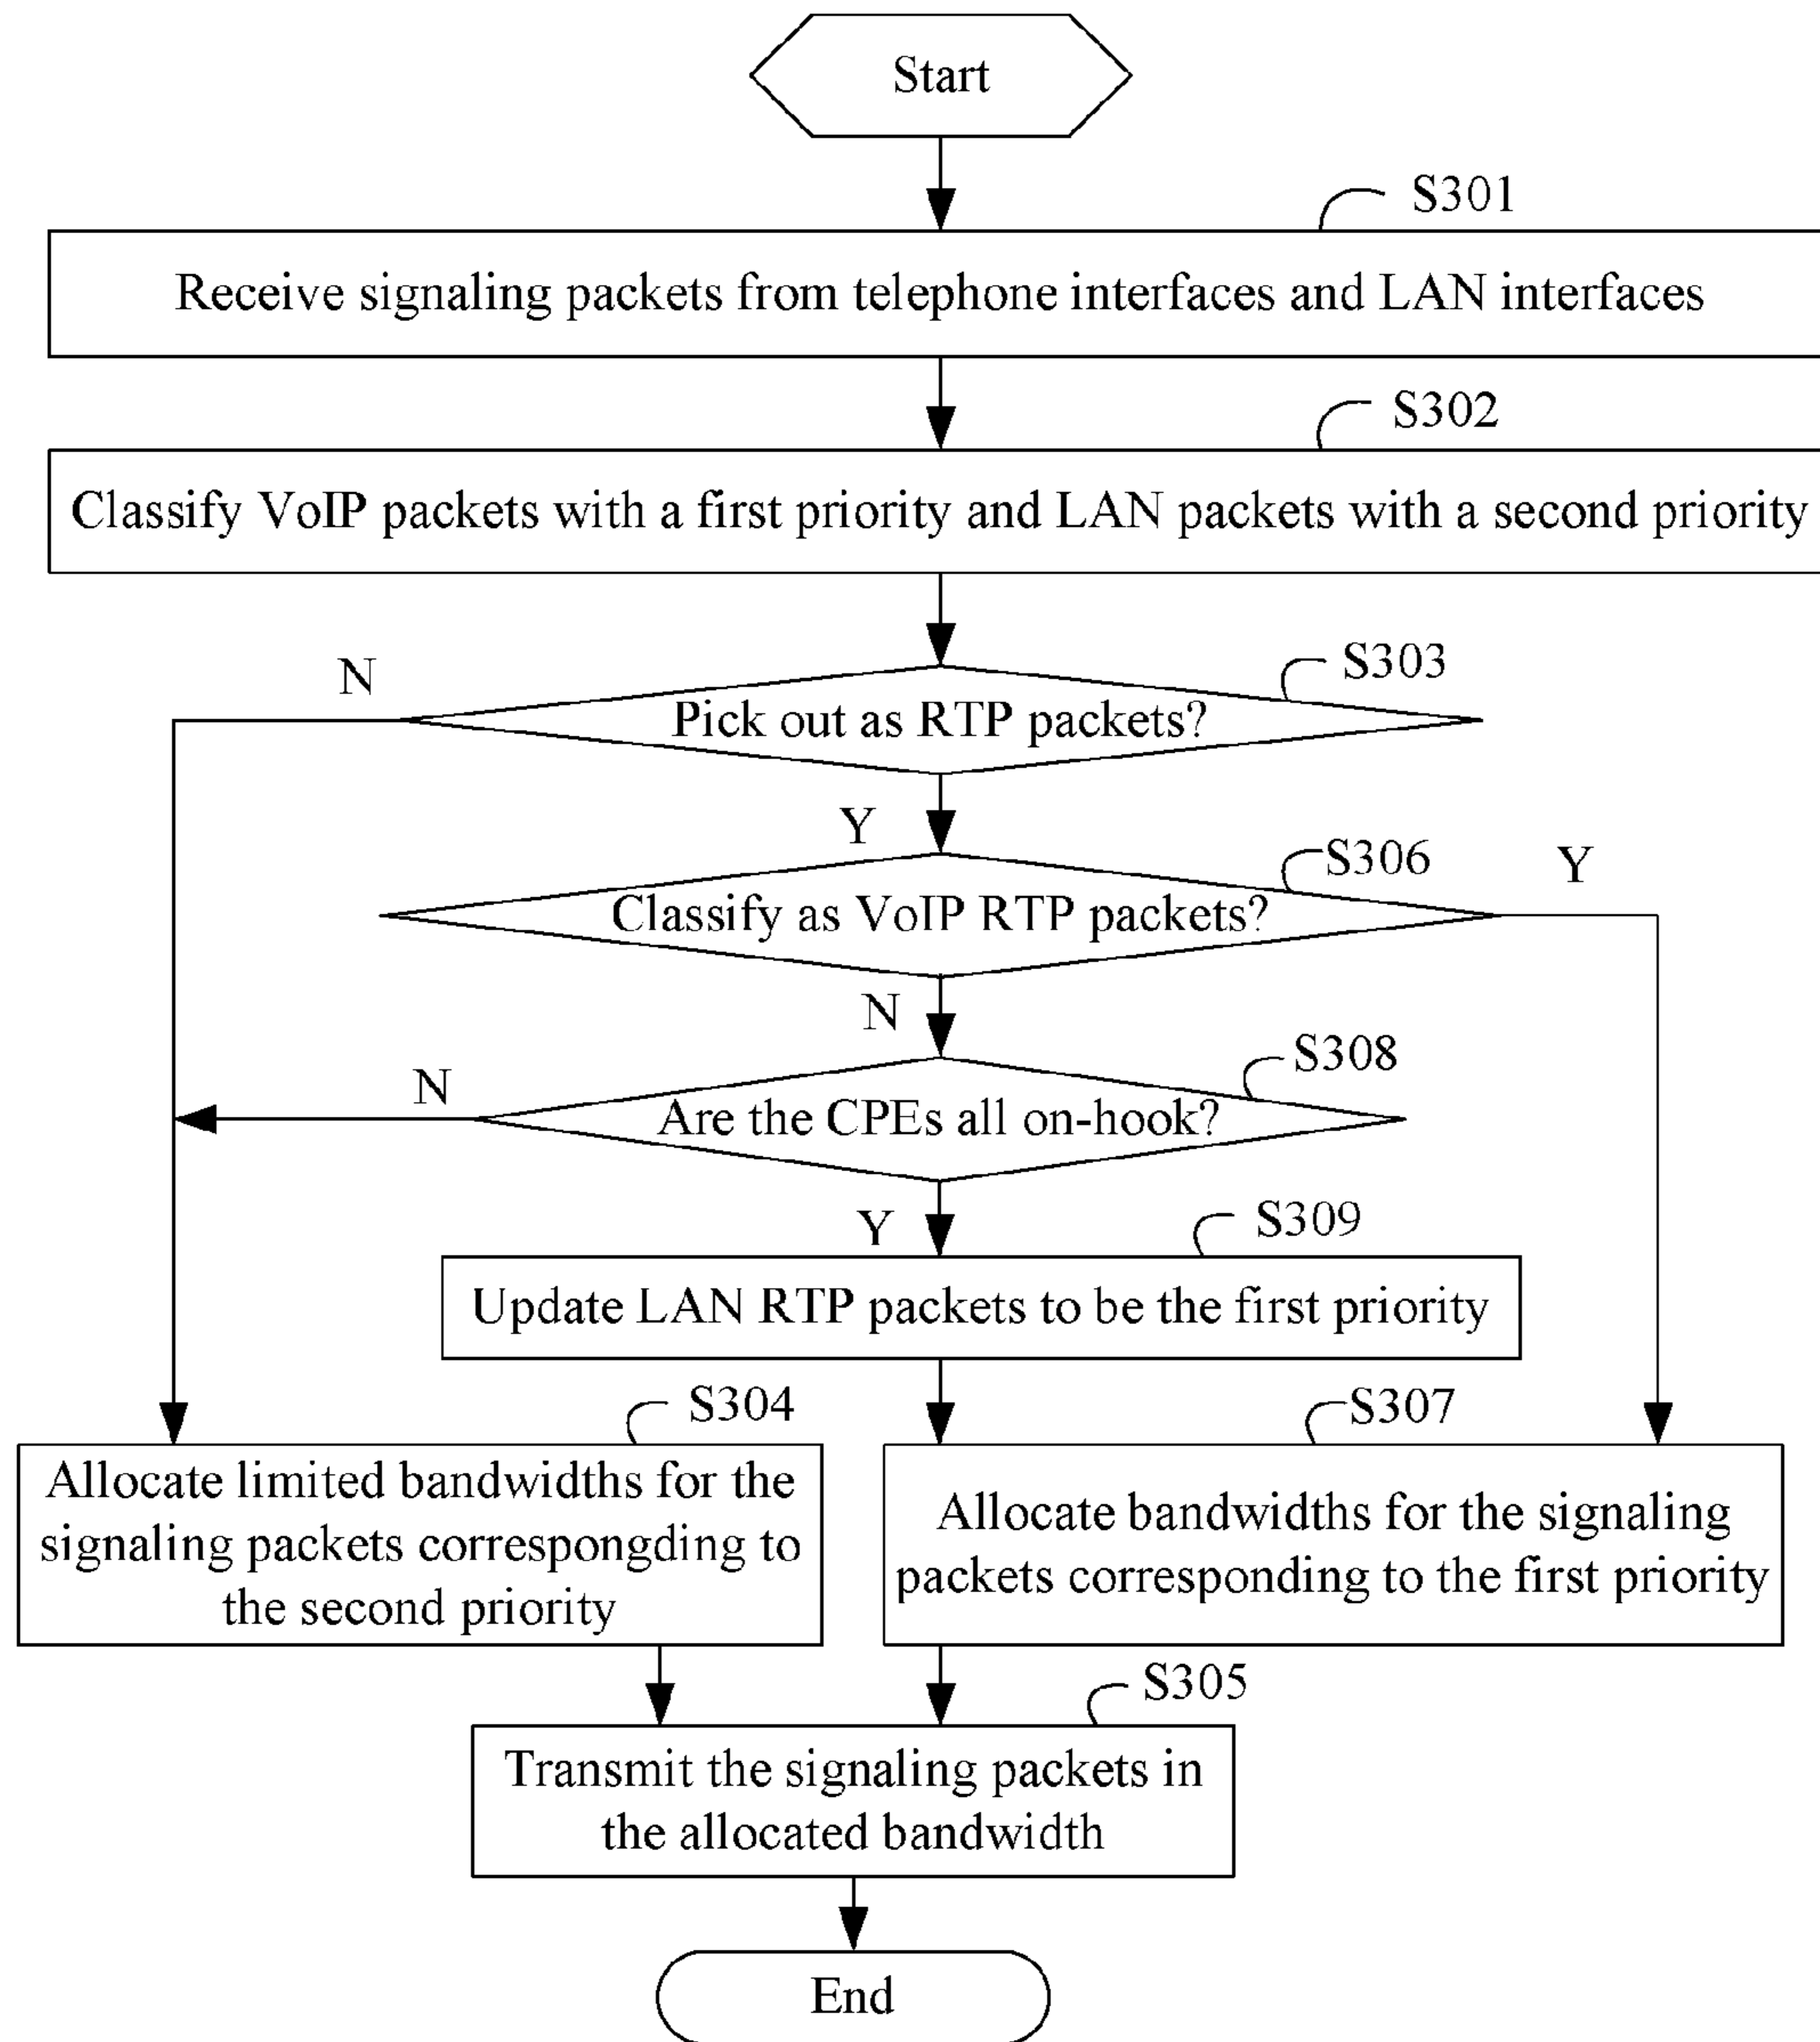 Start
S301
Receive signaling packets from telephone interfaces and LAN interfaces
S302
Classify VoIP packets with a first priority and LAN packets with a second priority
S303
N
Pick out as RTP packets?
Y
S306
Y
Classify as VoIP RTP packets?
N
S308
N
Are the CPEs all on-hook?
Y
S309
Update LAN RTP packets to be the first priority
S304
Allocate limited bandwidths for the
signaling packets correspongding to
the second priority
S307
Allocate bandwidths for the signaling
packets corresponding to the first priority
S305
Transmit the signaling packets in
the allocated bandwidth
End